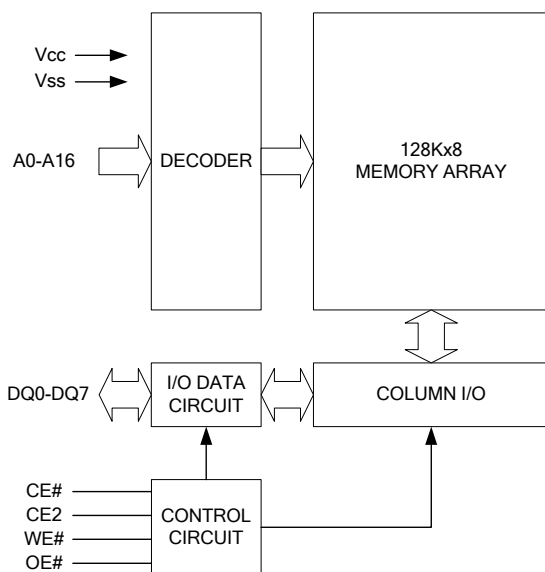 Vcc
Vss
A0-A16
DECODER
128Kx8
MEMORY ARRAY
DQ0-DQ7
I/O DATA
CIRCUIT
COLUMN I/O
CE#
CE2
WE#
OE#
CONTROL
CIRCUIT